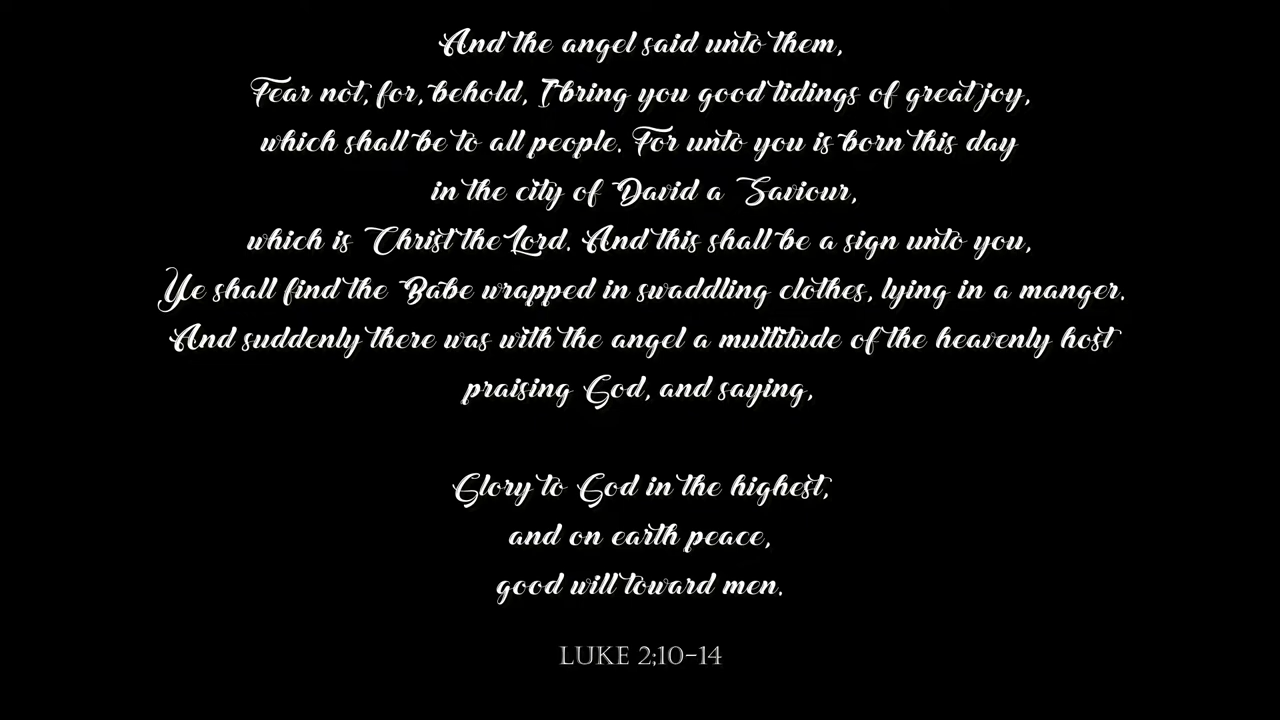 And the angel said unto them,
Fear not, for, behold, I bring you good tidings of great joy,
which shall be to all people. For unto you is born this day
in the city of David a Saviour,
which is Christ the Lord. And this shall be a sign unto you,
Ye shall find the Babe wrapped in swaddling clothes, lying in a manger.
And suddenly there was with the angel a multitude of the heavenly host
praising God, and saying,
Glory to God in the highest,
and on earth peace,
good will toward men.
LUKE 2;10-14